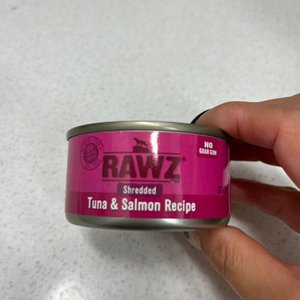 RAWZ®
NO
GUAR GUM
Shredded
Tuna & Salmon Recipe